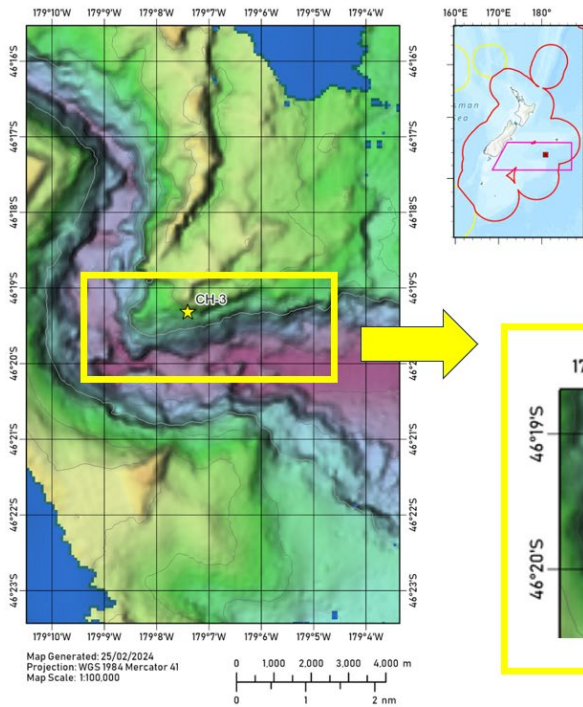 179°10'S 179°9'S 179°8'S 179°7'S 179°6'S 179°5'S 179°4'S
46°16'S 46°16'S
46°17'S 46°17'S
46°18'S 46°18'S
46°19'S 46°19'S
CH-3
46°20'S 46°20'S
46°21'S 46°21'S
46°22'S 46°22'S
46°23'S 46°23'S
179°10'S 179°9'S 179°8'S 179°7'S 179°6'S 179°5'S 179°4'S
Map Generated: 25/02/2024
Projection: WGS 1984 Mercator 41
Map Scale: 1:100,000
0 1,000 2,000 3,000 4,000 m
0 1 2 nm
160°E 170°E 180°
sman
ea
17
46°19'S
46°20'S